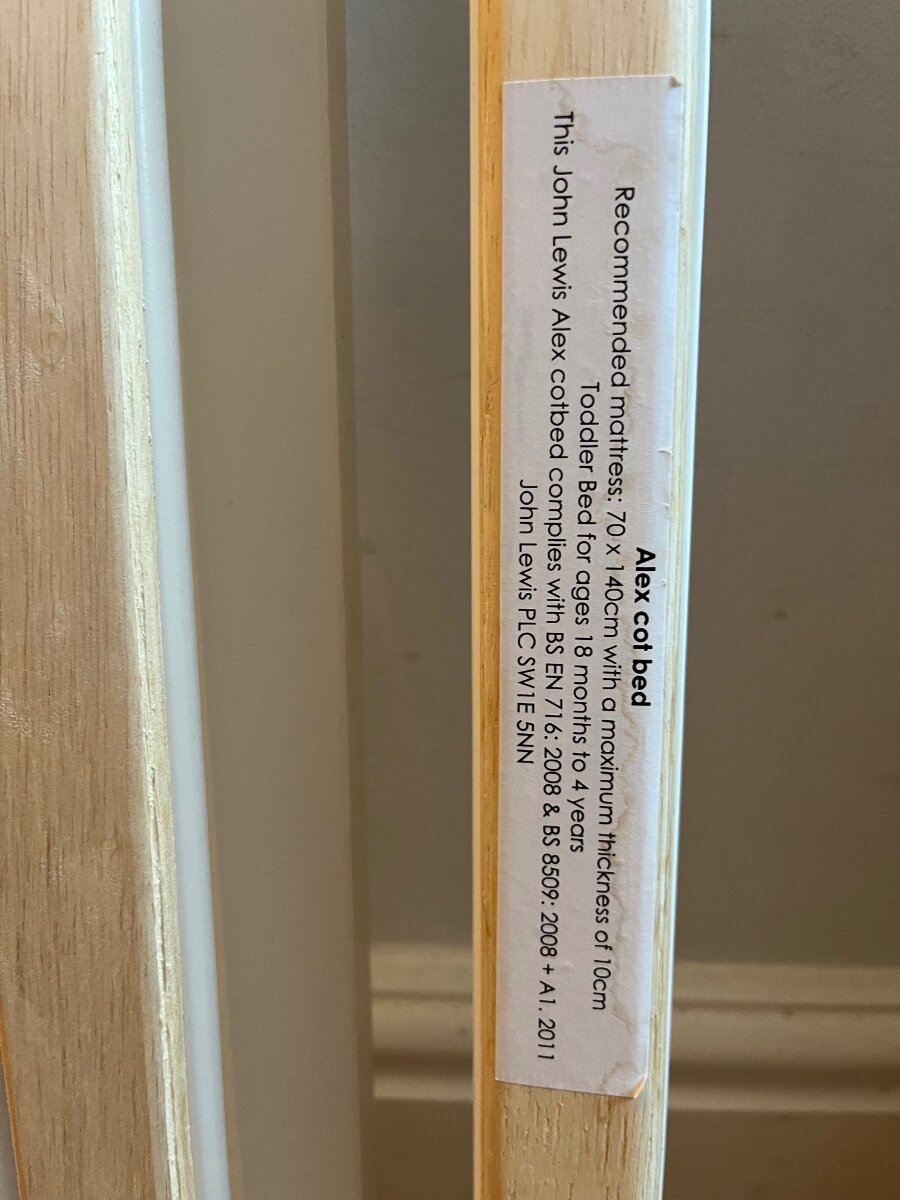 Alex cot bed
Recommended mattress: 70 x 140cm with a maximum thickness of 10cm
Toddler Bed for ages 18 months to 4 years
This John Lewis Alex cotbed complies with BS EN 716: 2008 & BS 8509: 2008 + A1. 2011
John Lewis PLC SW1E 5NN